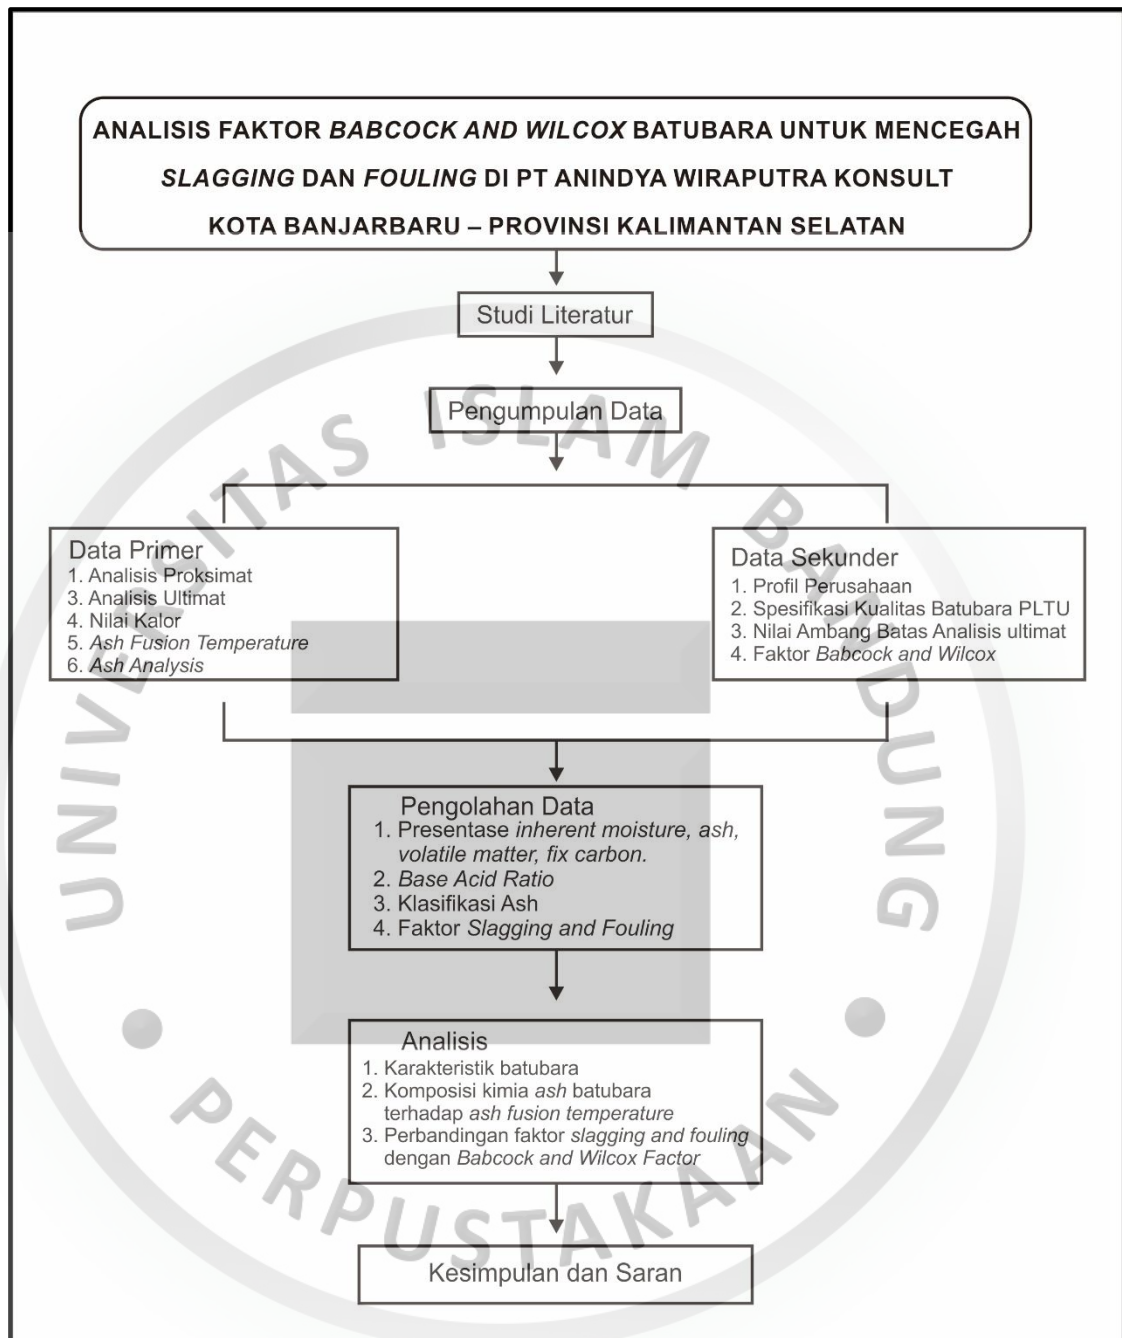 ANALISIS FAKTOR BABCOCK AND WILCOX BATUBARA UNTUK MENCEGAH
SLAGGING DAN FOULING DI PT ANINDYA WIRAPUTRA KONSULT
KOTA BANJARBARU – PROVINSI KALIMANTAN SELATAN
Studi Literatur
Pengumpulan Data
Data Primer
1. Analisis Proksimat
3. Analisis Ultimat
4. Nilai Kalor
5. Ash Fusion Temperature
6. Ash Analysis
Data Sekunder
1. Profil Perusahaan
2. Spesifikasi Kualitas Batubara PLTU
3. Nilai Ambang Batas Analisis ultimat
4. Faktor Babcock and Wilcox
Pengolahan Data
1. Presentase inherent moisture, ash,
volatile matter, fix carbon.
2. Base Acid Ratio
3. Klasifikasi Ash
4. Faktor Slagging and Fouling
Analisis
1. Karakteristik batubara
2. Komposisi kimia ash batubara
terhadap ash fusion temperature
3. Perbandingan faktor slagging and fouling
dengan Babcock and Wilcox Factor
Kesimpulan dan Saran
UNIVERSITAS ISLAM BANDUNG
PERPUSTAKAAN